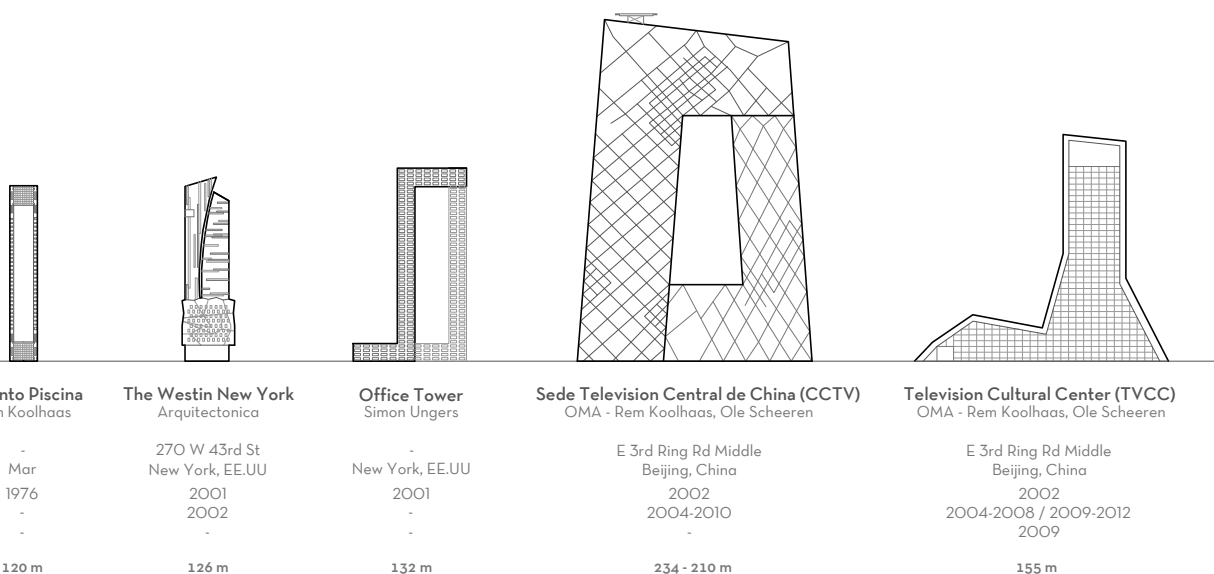 nto Piscina
Koolhaas
-
Mar
1976
-
-
120 m
The Westin New York
Arquitectonica
270 W 43rd St
New York, EE.UU
2001
2002
-
126 m
Office Tower
Simon Ungers
-
New York, EE.UU
2001
-
-
132 m
Sede Television Central de China (CCTV)
OMA - Rem Koolhaas, Ole Scheeren
E 3rd Ring Rd Middle
Beijing, China
2002
2004-2010
-
234 - 210 m
Television Cultural Center (TVCC)
OMA - Rem Koolhaas, Ole Scheeren
E 3rd Ring Rd Middle
Beijing, China
2002
2004-2008 / 2009-2012
2009
155 m